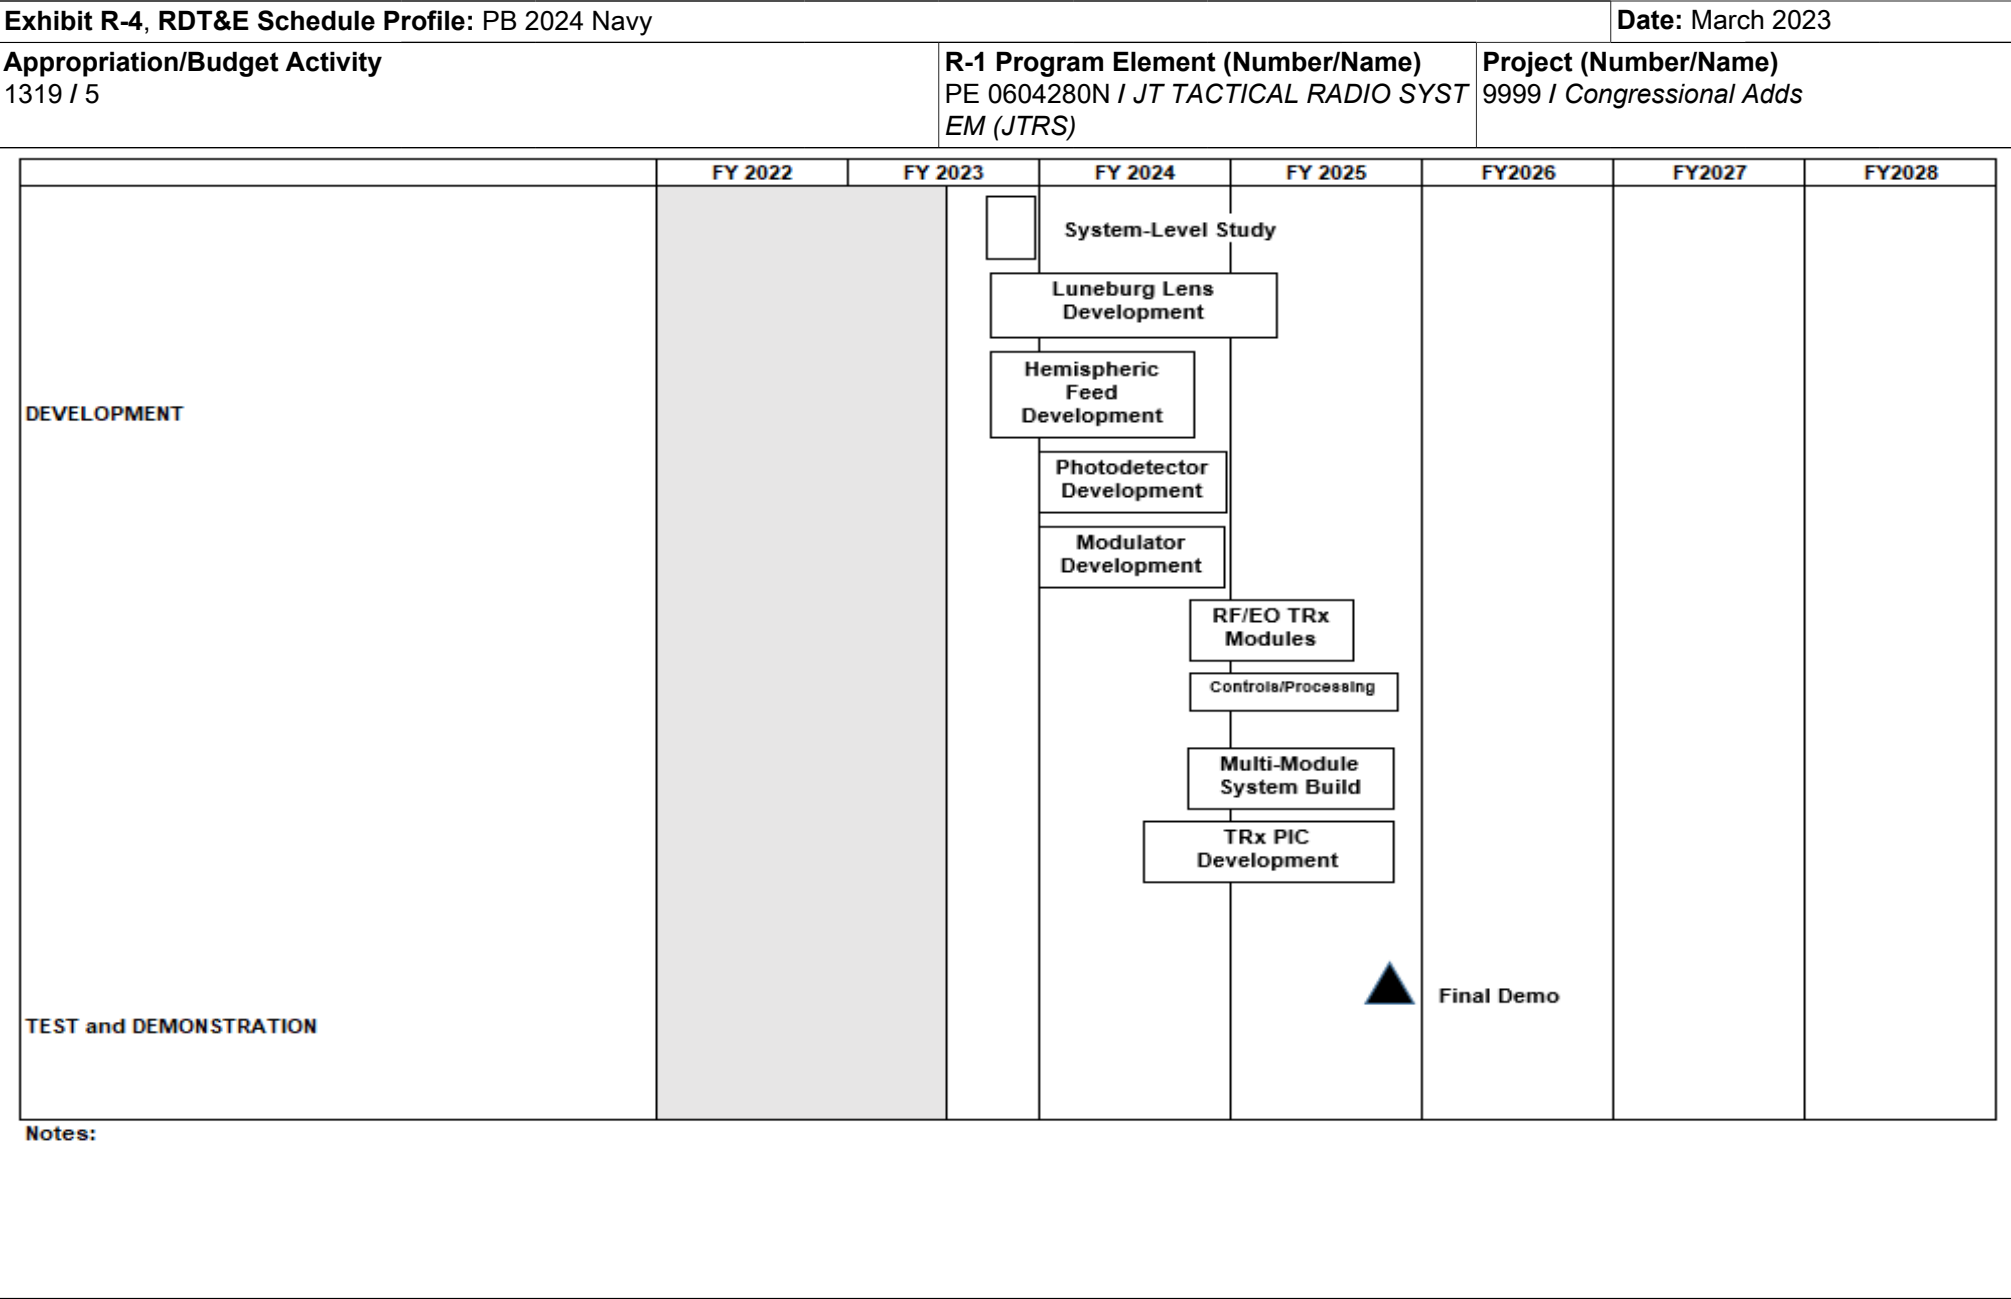 Exhibit R-4, RDT&E Schedule Profile: PB 2024 Navy
Date: March 2023
Appropriation/Budget Activity
1319 / 5
R-1 Program Element (Number/Name)
PE 0604280N / JT TACTICAL RADIO SYST
EM (JTRS)
Project (Number/Name)
9999 / Congressional Adds
FY 2022 FY 2023 FY 2024 FY 2025 FY2026 FY2027 FY2028
System-Level Study
Luneburg Lens
Development
Hemispheric
Feed
Development
DEVELOPMENT
Photodetector
Development
Modulator
Development
RF/EO TRx
Modules
Controls/Processing
Multi-Module
System Build
TRx PIC
Development
Final Demo
TEST and DEMONSTRATION
Notes: